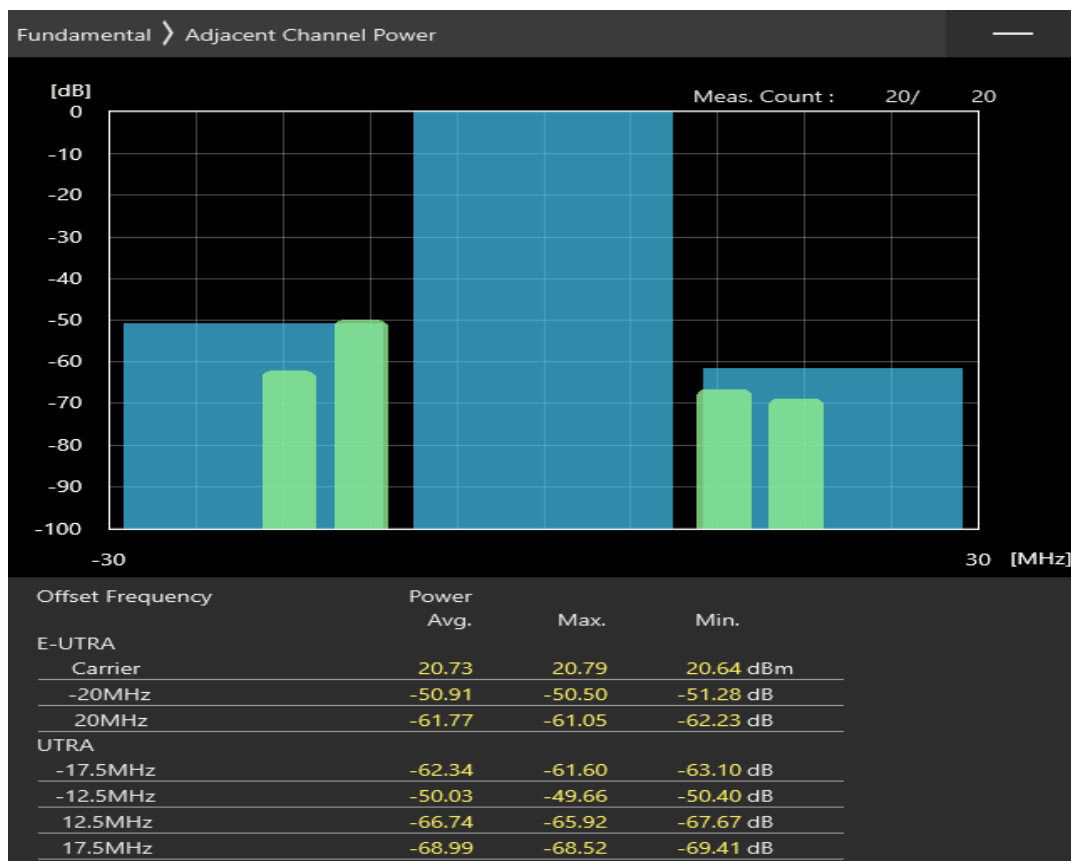 Fundamental 〉 Adjacent Channel Power
[dB]
Meas. Count : 20/ 20
0
-10
-20
-30
-40
-50
-60
-70
-80
-90
-100
-30 30 [MHz]
Offset Frequency Power
Avg. Max. Min.
E-UTRA
Carrier 20.73 20.79 20.64 dBm
-20MHz -50.91 -50.50 -51.28 dB
20MHz -61.77 -61.05 -62.23 dB
UTRA
-17.5MHz -62.34 -61.60 -63.10 dB
-12.5MHz -50.03 -49.66 -50.40 dB
12.5MHz -66.74 -65.92 -67.67 dB
17.5MHz -68.99 -68.52 -69.41 dB